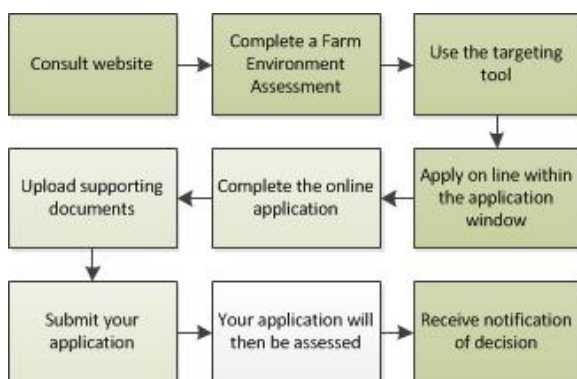 Consult website
Complete a Farm
Environment
Assessment
Use the targeting
tool
Apply on line within
the application
window
Complete the online
application
Upload supporting
documents
Submit your
application
Your application will
then be assessed
Receive notification
of decision